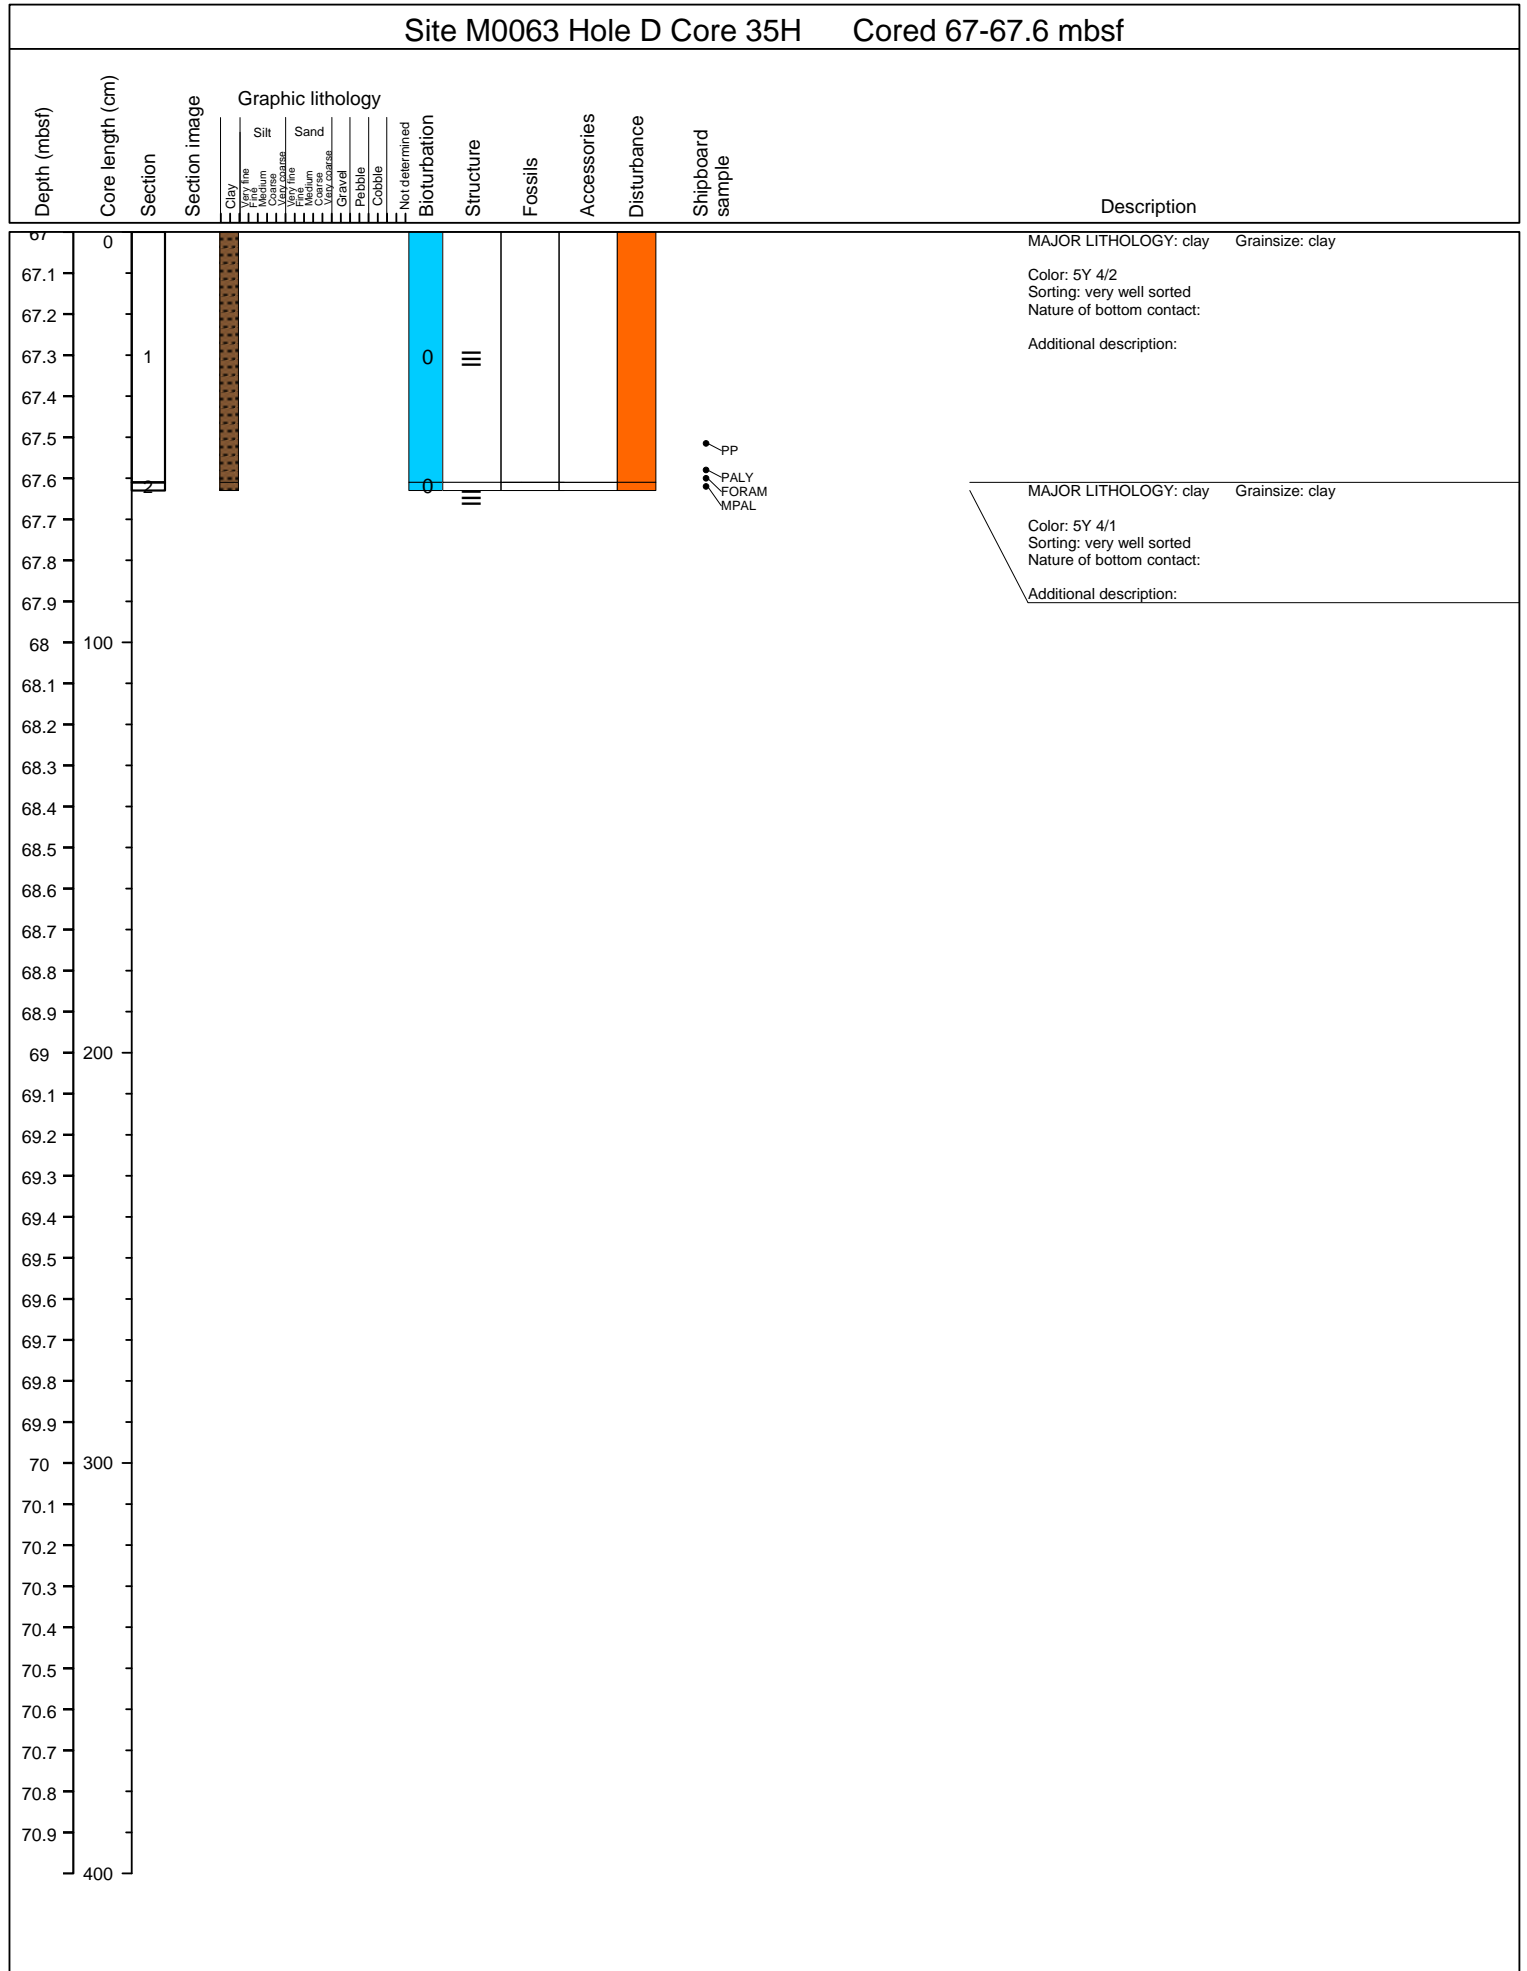 Site M0063 Hole D Core 35H Cored 67-67.6 mbsf
Depth (mbsf)
Core length (cm)
Section
Section image
Graphic lithology
Clay
Silt
Very fine
Fine
Medium
Coarse
Very coarse
Sand
Very fine
Fine
Medium
Coarse
Very coarse
Gravel
Pebble
Cobble
Not determined
Bioturbation
Structure
Fossils
Accessories
Disturbance
Shipboard
sample
Description
67 0
MAJOR LITHOLOGY: clay Grainsize: clay
67.1
Color: 5Y 4/2
Sorting: very well sorted
67.2
Nature of bottom contact:
67.3 1 0
Additional description:
67.4
67.5
PP
67.6 2 0
PALY
FORAM
MPAL
MAJOR LITHOLOGY: clay Grainsize: clay
67.7
Color: 5Y 4/1
Sorting: very well sorted
67.8
Nature of bottom contact:
67.9
Additional description:
68 100
68.1
68.2
68.3
68.4
68.5
68.6
68.7
68.8
68.9
69 200
69.1
69.2
69.3
69.4
69.5
69.6
69.7
69.8
69.9
70 300
70.1
70.2
70.3
70.4
70.5
70.6
70.7
70.8
70.9
400